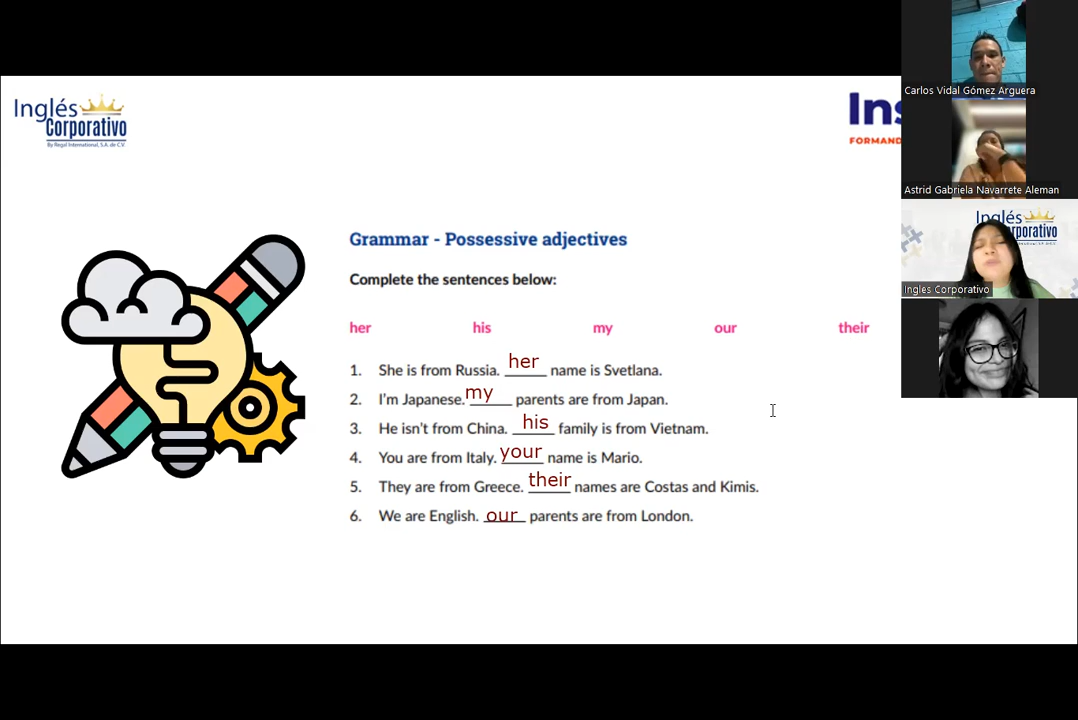 Inglés
Corporativo
By Regal International, S.A. de C.V.
Ins
FORMAND
Grammar - Possessive adjectives
Complete the sentences below:
her his my our their
1. She is from Russia. her name is Svetlana.
2. I'm Japanese. my parents are from Japan.
3. He isn't from China. his family is from Vietnam.
4. You are from Italy. your name is Mario.
5. They are from Greece. their names are Costas and Kimis.
6. We are English. our parents are from London.
Carlos Vidal Gómez Arguera
Astrid Gabriela Navarrete Aleman
Inglés
orporativo
Ingles Corporativo